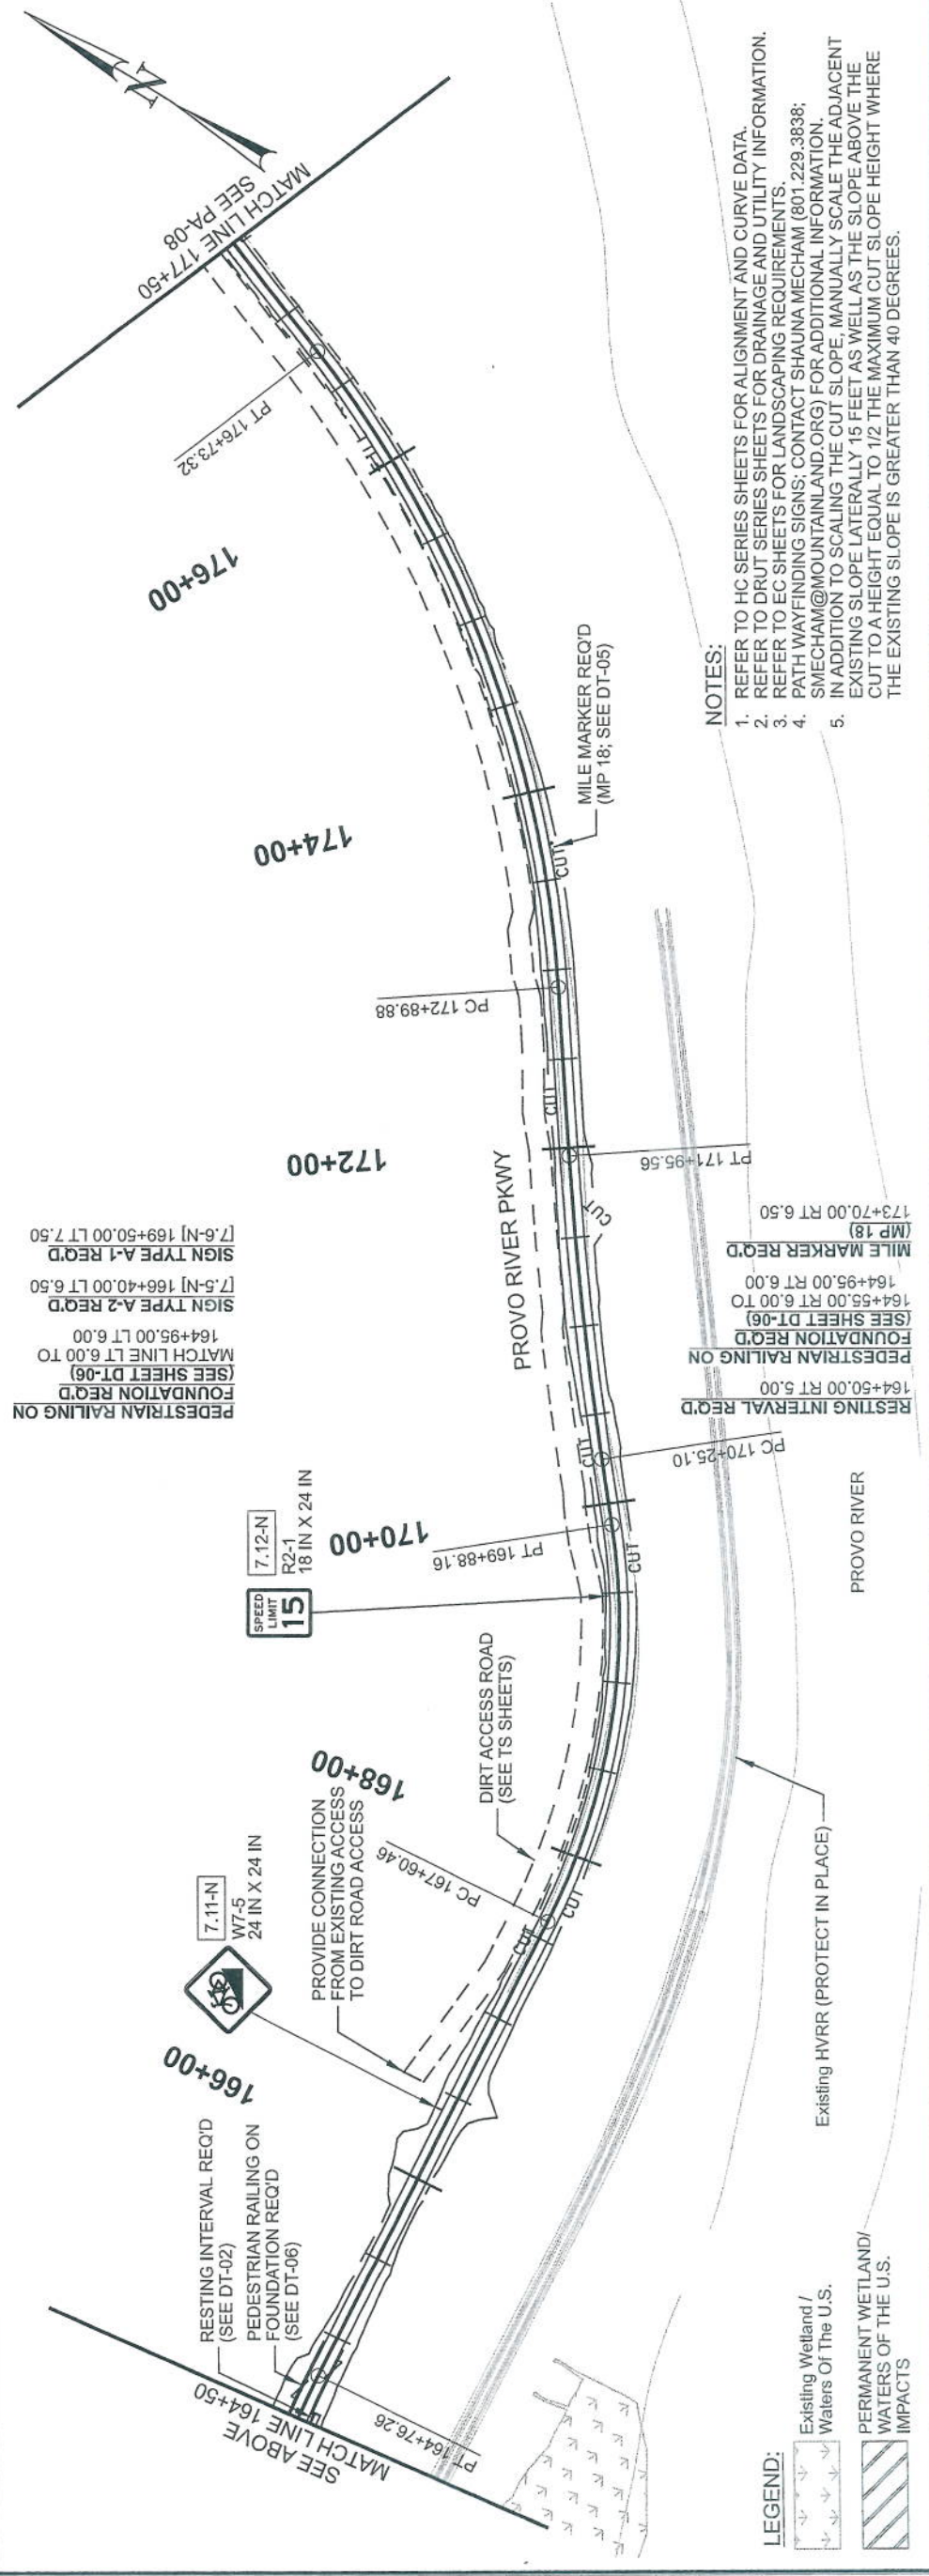 MATCH LINE 164+50
SEE ABOVE
PT 164+76.26
RESTING INTERVAL REQ'D
(SEE DT-02)
PEDESTRIAN RAILING ON
FOUNDATION REQ'D
(SEE DT-06)
166+00
7.11-N
W7-5
24 IN X 24 IN
PROVIDE CONNECTION
FROM EXISTING ACCESS
TO DIRT ROAD ACCESS
PC 167+60.46
168+00
CUT
CUT
DIRT ACCESS ROAD
(SEE TS SHEETS)
SPEED
LIMIT
15
7.12-N
R2-1
18 IN X 24 IN
PT 169+88.16
170+00
CUT
CUT
PC 170+25.10
PROVO RIVER PKWY
CUT
PT 171+95.56
172+00
CUT
PC 172+89.88
CUT
174+00
MILE MARKER REQ'D
(MP 18; SEE DT-05)
176+00
PT 176+73.32
MATCH LINE 177+50
SEE PA-08
N
PEDESTRIAN RAILING ON
FOUNDATION REQ'D
(SEE SHEET DT-06)
MATCH LINE LT 6.00 TO
164+95.00 LT 6.00
SIGN TYPE A-2 REQ'D
[7.5-N] 166+40.00 LT 6.50
SIGN TYPE A-1 REQ'D
[7.6-N] 169+50.00 LT 7.50
RESTING INTERVAL REQ'D
164+50.00 RT 5.00
PEDESTRIAN RAILING ON
FOUNDATION REQ'D
(SEE SHEET DT-06)
164+55.00 RT 6.00 TO
164+95.00 RT 6.00
MILE MARKER REQ'D
(MP 18)
173+70.00 RT 6.50
Existing HVRR (PROTECT IN PLACE)
PROVO RIVER
LEGEND:
Existing Wetland /
Waters Of The U.S.
PERMANENT WETLAND/
WATERS OF THE U.S.
IMPACTS
NOTES:
1. REFER TO HC SERIES SHEETS FOR ALIGNMENT AND CURVE DATA.
2. REFER TO DRUT SERIES SHEETS FOR DRAINAGE AND UTILITY INFORMATION.
3. REFER TO EC SHEETS FOR LANDSCAPING REQUIREMENTS.
4. PATH WAYFINDING SIGNS; CONTACT SHAUNA MECHAM (801.229.3838;
SMECHAM@MOUNTAINLAND.ORG) FOR ADDITIONAL INFORMATION.
5. IN ADDITION TO SCALING THE CUT SLOPE, MANUALLY SCALE THE ADJACENT
EXISTING SLOPE LATERALLY 15 FEET AS WELL AS THE SLOPE ABOVE THE
CUT TO A HEIGHT EQUAL TO 1/2 THE MAXIMUM CUT SLOPE HEIGHT WHERE
THE EXISTING SLOPE IS GREATER THAN 40 DEGREES.